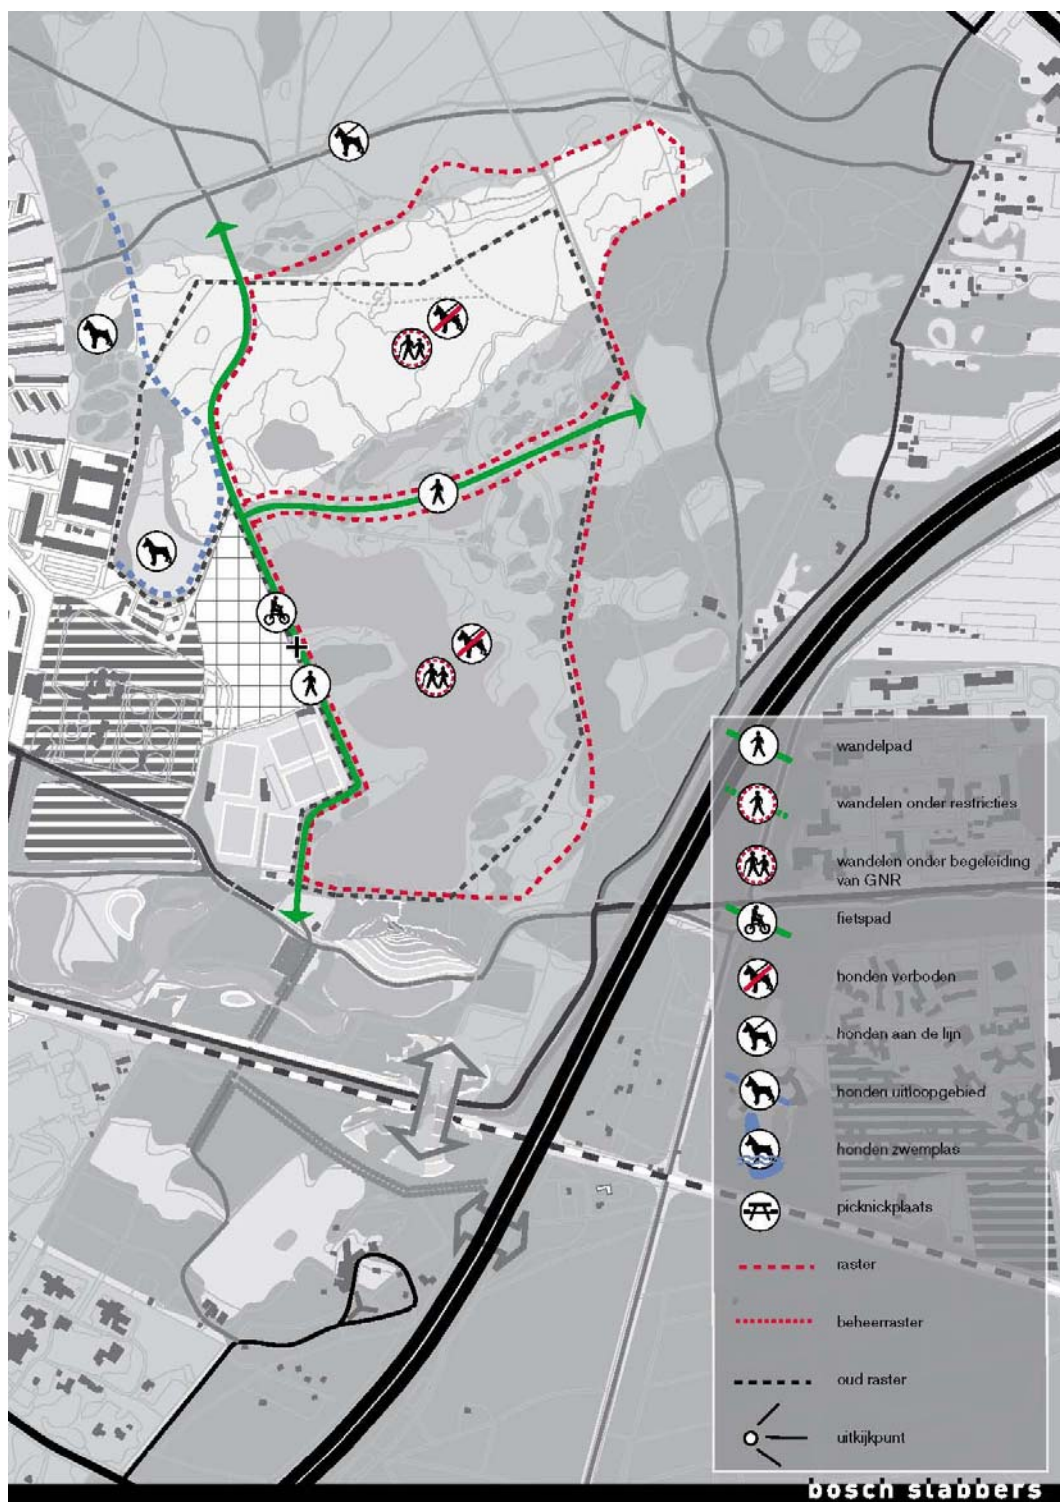 wandelpad
wandelen onder restricties
wandelen onder begeleiding
van GNR
fietspad
honden verboden
honden aan de lijn
honden uitloopgebied
honden zwemplas
picknickplaats
raster
beheerraster
oud raster
uitkijkpunt
bosch slabbers